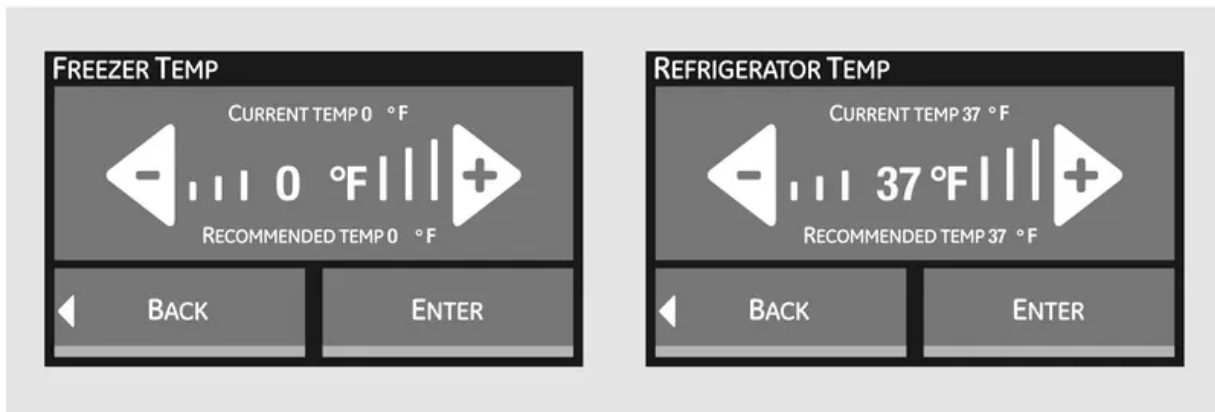 FREEZER TEMP
CURRENT TEMP 0 °F
- 0 °F +
RECOMMENDED TEMP 0 °F
BACK
ENTER
REFRIGERATOR TEMP
CURRENT TEMP 37 °F
- 37 °F +
RECOMMENDED TEMP 37 °F
BACK
ENTER